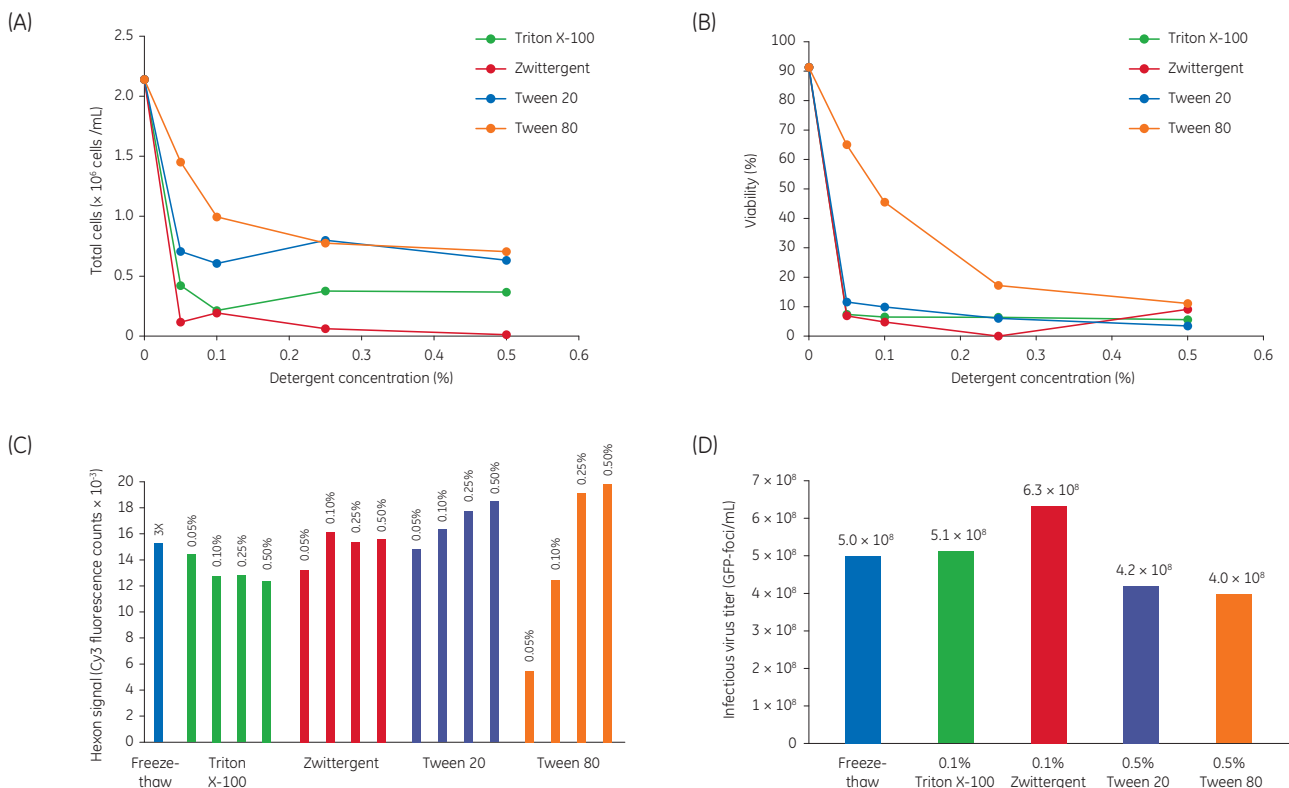 (A)
2.5
2.0
1.5
1.0
0.5
0
Total cells (× 10⁶ cells /mL)
0 0.1 0.2 0.3 0.4 0.5 0.6
Detergent concentration (%)
Triton X-100
Zwittergent
Tween 20
Tween 80
(B)
100
90
80
70
60
50
40
30
20
10
0
Viability (%)
0 0.1 0.2 0.3 0.4 0.5 0.6
Detergent concentration (%)
Triton X-100
Zwittergent
Tween 20
Tween 80
(C)
20
18
16
14
12
10
8
6
4
2
0
Hexon signal (Cy3 fluorescence counts × 10⁻³)
3X
0.05% 0.10% 0.25% 0.50%
0.05% 0.10% 0.25% 0.50%
0.05% 0.10% 0.25% 0.50%
0.05% 0.10% 0.25% 0.50%
Freeze-
thaw
Triton
X-100
Zwittergent
Tween 20
Tween 80
(D)
7 × 10⁸
6 × 10⁸
5 × 10⁸
4 × 10⁸
3 × 10⁸
2 × 10⁸
1 × 10⁸
0
Infectious virus titer (GFP-foci/mL)
5.0 × 10⁸
5.1 × 10⁸
6.3 × 10⁸
4.2 × 10⁸
4.0 × 10⁸
Freeze-
thaw
0.1%
Triton X-100
0.1%
Zwittergent
0.5%
Tween 20
0.5%
Tween 80